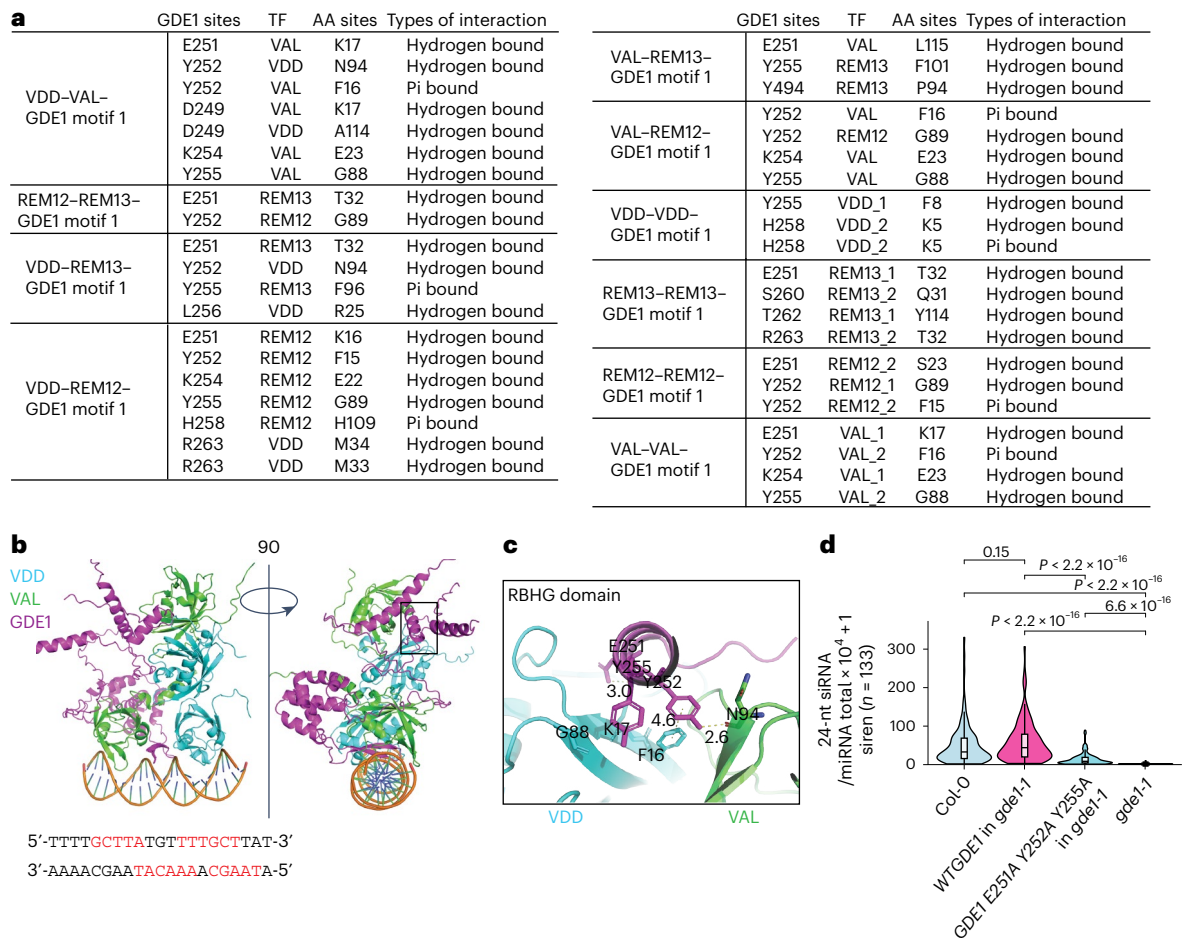 a
GDE1 sites TF AA sites Types of interaction
VDD–VAL–
GDE1 motif 1
E251 VAL K17 Hydrogen bound
Y252 VDD N94 Hydrogen bound
Y252 VAL F16 Pi bound
D249 VAL K17 Hydrogen bound
D249 VDD A114 Hydrogen bound
K254 VAL E23 Hydrogen bound
Y255 VAL G88 Hydrogen bound
REM12–REM13–
GDE1 motif 1
E251 REM13 T32 Hydrogen bound
Y252 REM12 G89 Hydrogen bound
VDD–REM13–
GDE1 motif 1
E251 REM13 T32 Hydrogen bound
Y252 VDD N94 Hydrogen bound
Y255 REM13 F96 Pi bound
L256 VDD R25 Hydrogen bound
VDD–REM12–
GDE1 motif 1
E251 REM12 K16 Hydrogen bound
Y252 REM12 F15 Hydrogen bound
K254 REM12 E22 Hydrogen bound
Y255 REM12 G89 Hydrogen bound
H258 REM12 H109 Pi bound
R263 VDD M34 Hydrogen bound
R263 VDD M33 Hydrogen bound
GDE1 sites TF AA sites Types of interaction
VAL–REM13–
GDE1 motif 1
E251 VAL L115 Hydrogen bound
Y255 REM13 F101 Hydrogen bound
Y494 REM13 P94 Hydrogen bound
VAL–REM12–
GDE1 motif 1
Y252 VAL F16 Pi bound
Y252 REM12 G89 Hydrogen bound
K254 VAL E23 Hydrogen bound
Y255 VAL G88 Hydrogen bound
VDD–VDD–
GDE1 motif 1
Y255 VDD_1 F8 Hydrogen bound
H258 VDD_2 K5 Hydrogen bound
H258 VDD_2 K5 Pi bound
REM13–REM13–
GDE1 motif 1
E251 REM13_1 T32 Hydrogen bound
S260 REM13_2 Q31 Hydrogen bound
T262 REM13_1 Y114 Hydrogen bound
R263 REM13_2 T32 Hydrogen bound
REM12–REM12–
GDE1 motif 1
E251 REM12_2 S23 Hydrogen bound
Y252 REM12_1 G89 Hydrogen bound
Y252 REM12_2 F15 Pi bound
VAL–VAL–
GDE1 motif 1
E251 VAL_1 K17 Hydrogen bound
Y252 VAL_2 F16 Pi bound
K254 VAL_1 E23 Hydrogen bound
Y255 VAL_2 G88 Hydrogen bound
b
90
VDD
VAL
GDE1
5′-TTTTGCTTATGTTTTGCTTAT-3′
3′-AAAACGAATACAAAACGAATA-5′
c
RBHG domain
E251
Y255
Y252
3.0
K17
4.6
N94
G88
2.6
F16
VDD VAL
d
0.15
P < 2.2 × 10⁻¹⁶
P < 2.2 × 10⁻¹⁶
6.6 × 10⁻¹⁶
P < 2.2 × 10⁻¹⁶
24-nt siRNA
/miRNA total × 10⁴ + 1
siren (n = 133)
300
200
100
0
Col-0
WTGDE1 in gde1-1
GDE1 E251A Y252A Y255A
in gde1-1
gde1-1